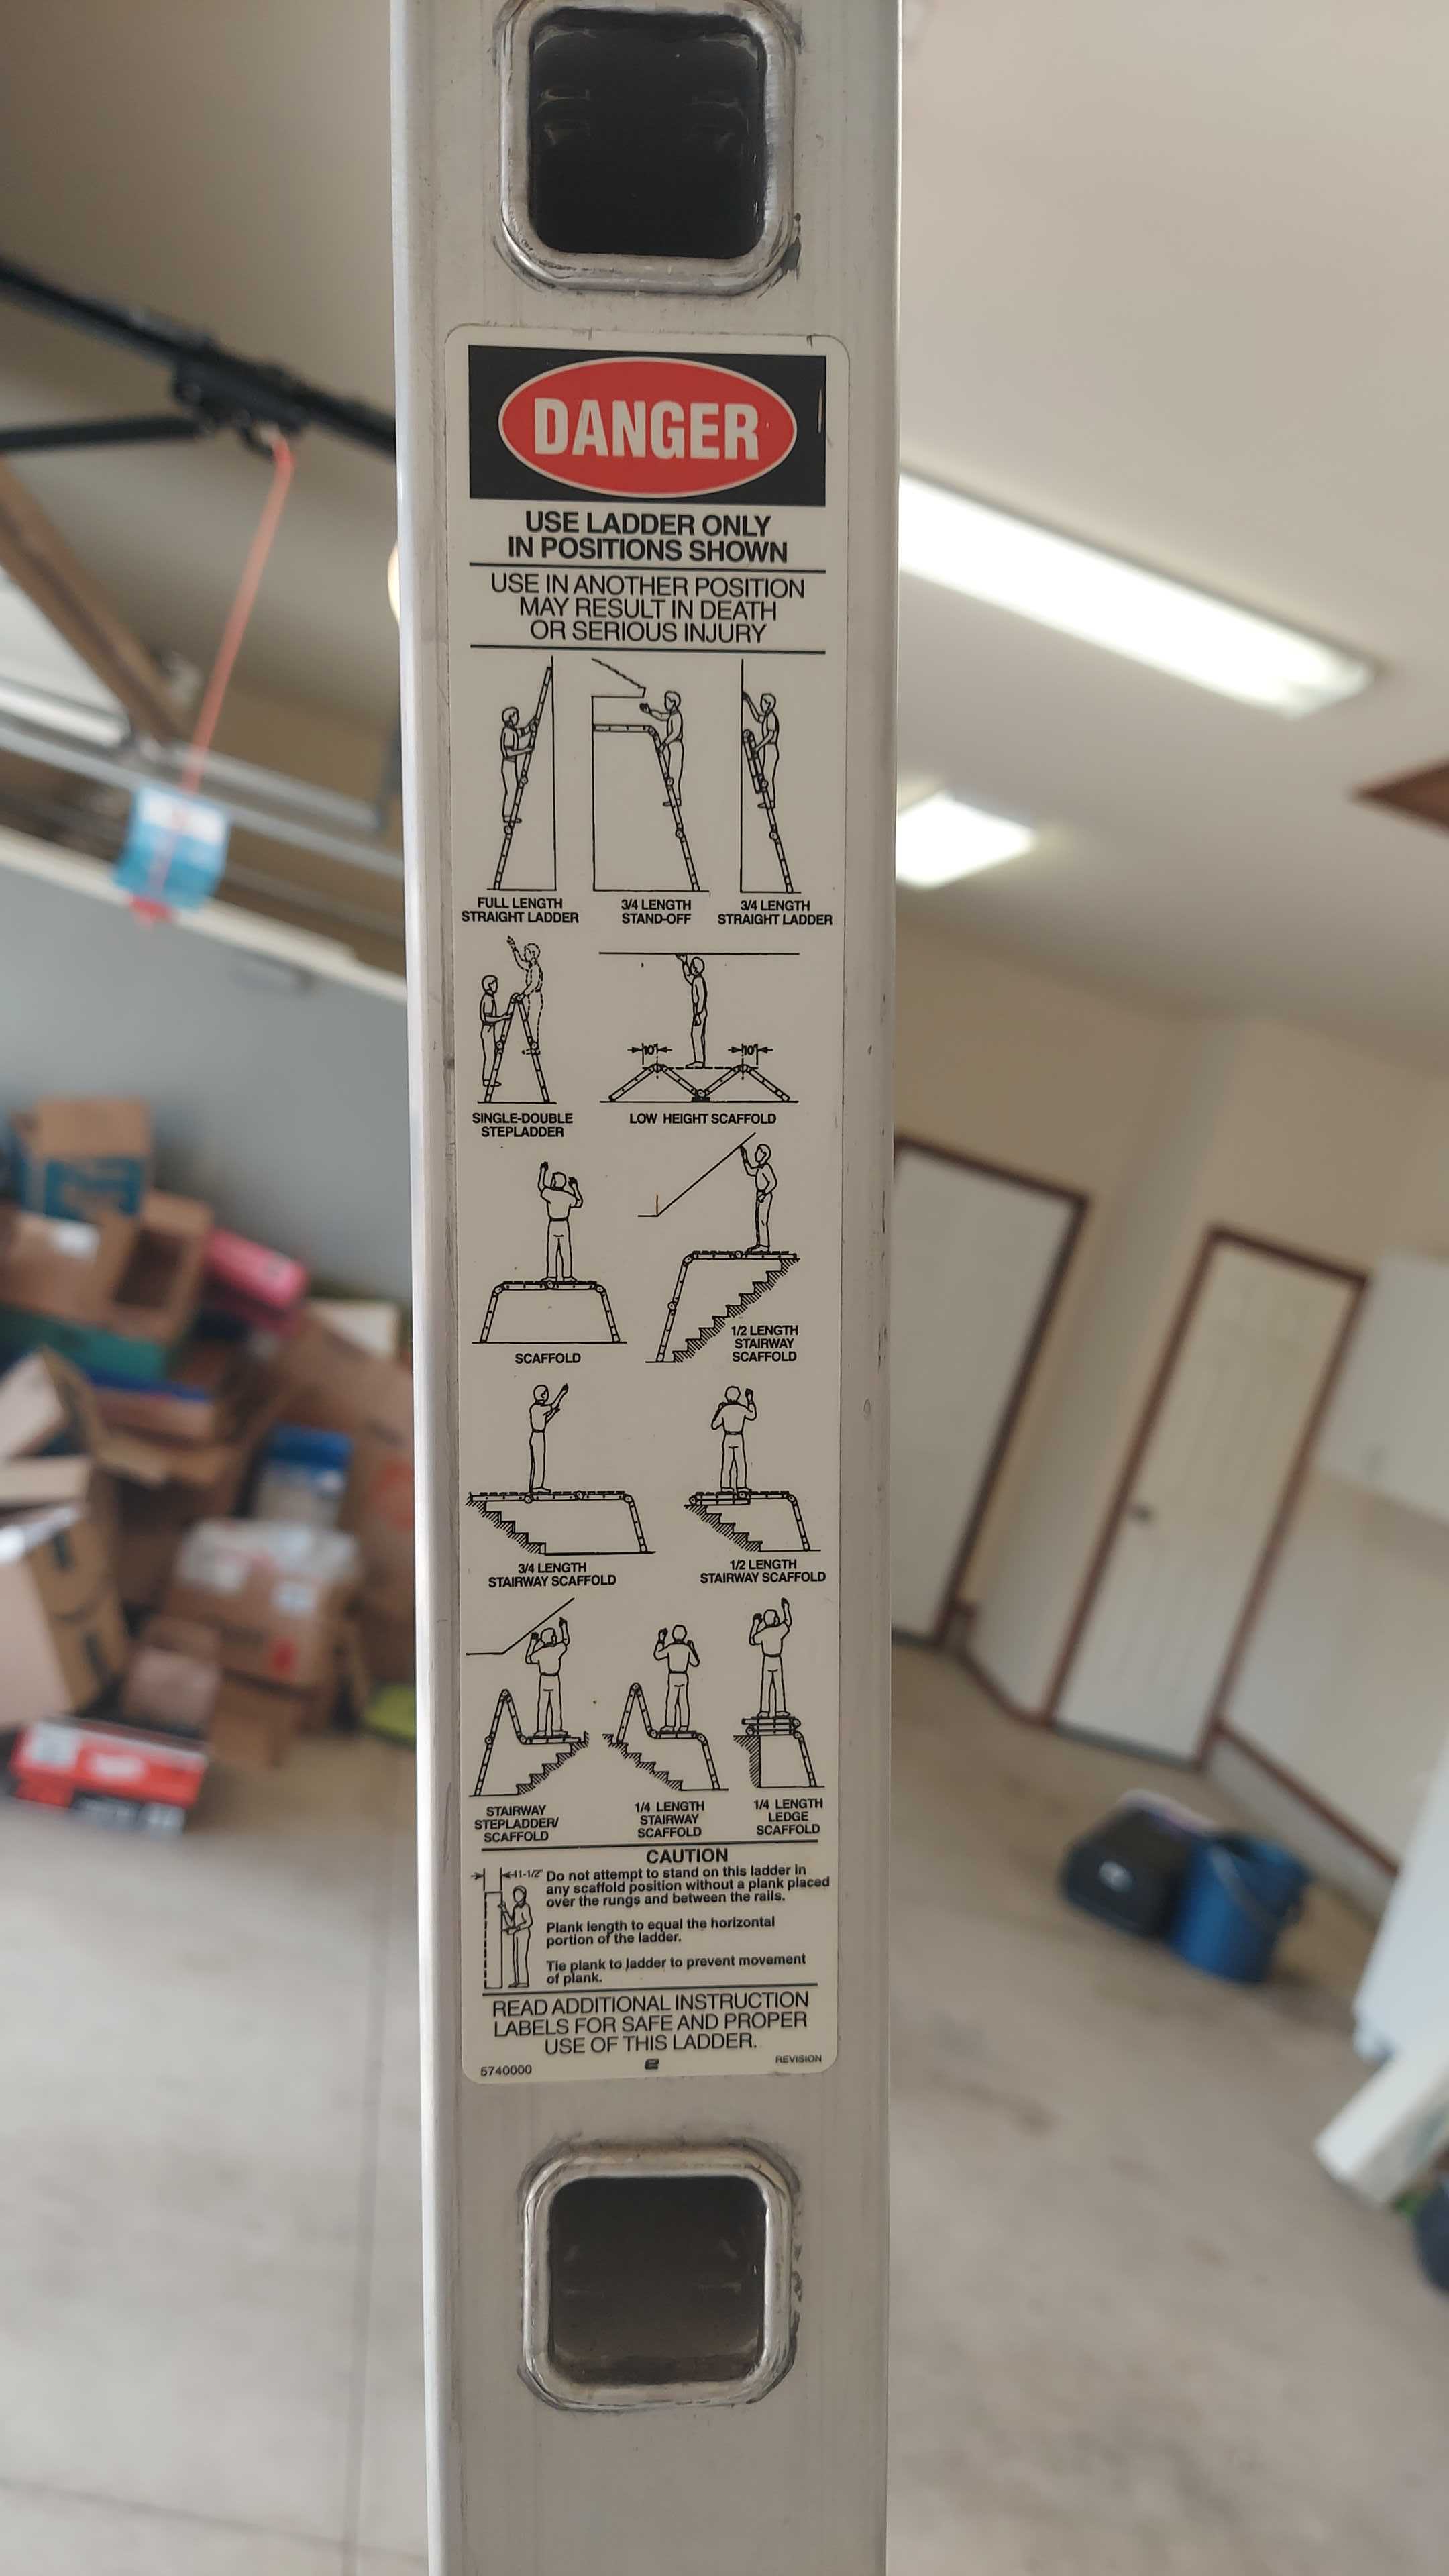 DANGER
USE LADDER ONLY
IN POSITIONS SHOWN
USE IN ANOTHER POSITION
MAY RESULT IN DEATH
OR SERIOUS INJURY
FULL LENGTH
STRAIGHT LADDER
3/4 LENGTH
STAND-OFF
3/4 LENGTH
STRAIGHT LADDER
SINGLE-DOUBLE
STEPLADDER
10" 10"
LOW HEIGHT SCAFFOLD
SCAFFOLD
1/2 LENGTH
STAIRWAY
SCAFFOLD
3/4 LENGTH
STAIRWAY SCAFFOLD
1/2 LENGTH
STAIRWAY SCAFFOLD
STAIRWAY
STEPLADDER/
SCAFFOLD
1/4 LENGTH
STAIRWAY
SCAFFOLD
1/4 LENGTH
LEDGE
SCAFFOLD
CAUTION
11-1/2"
Do not attempt to stand on this ladder in
any scaffold position without a plank placed
over the rungs and between the rails.
Plank length to equal the horizontal
portion of the ladder.
Tie plank to ladder to prevent movement
of plank.
READ ADDITIONAL INSTRUCTION
LABELS FOR SAFE AND PROPER
USE OF THIS LADDER.
5740000
e
REVISION